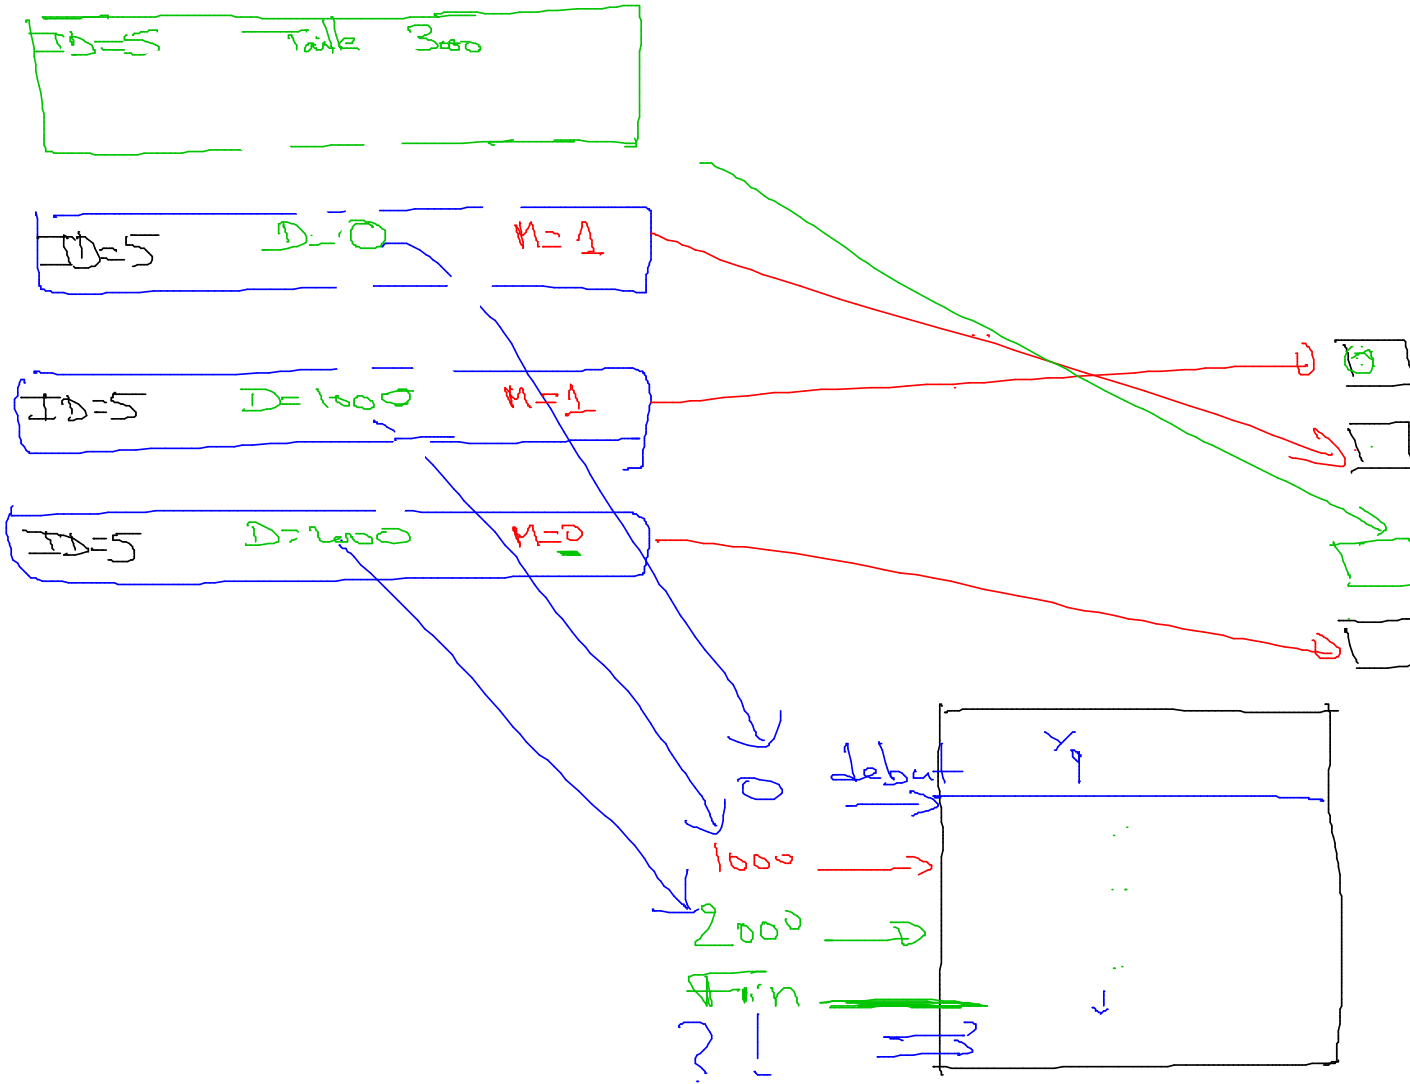 ID=5 Taille 3000
ID=5 D=0 M=1
ID=5 D=1000 M=1
ID=5 D=2000 M=0
0 debut
1000
2000
Fin
? !